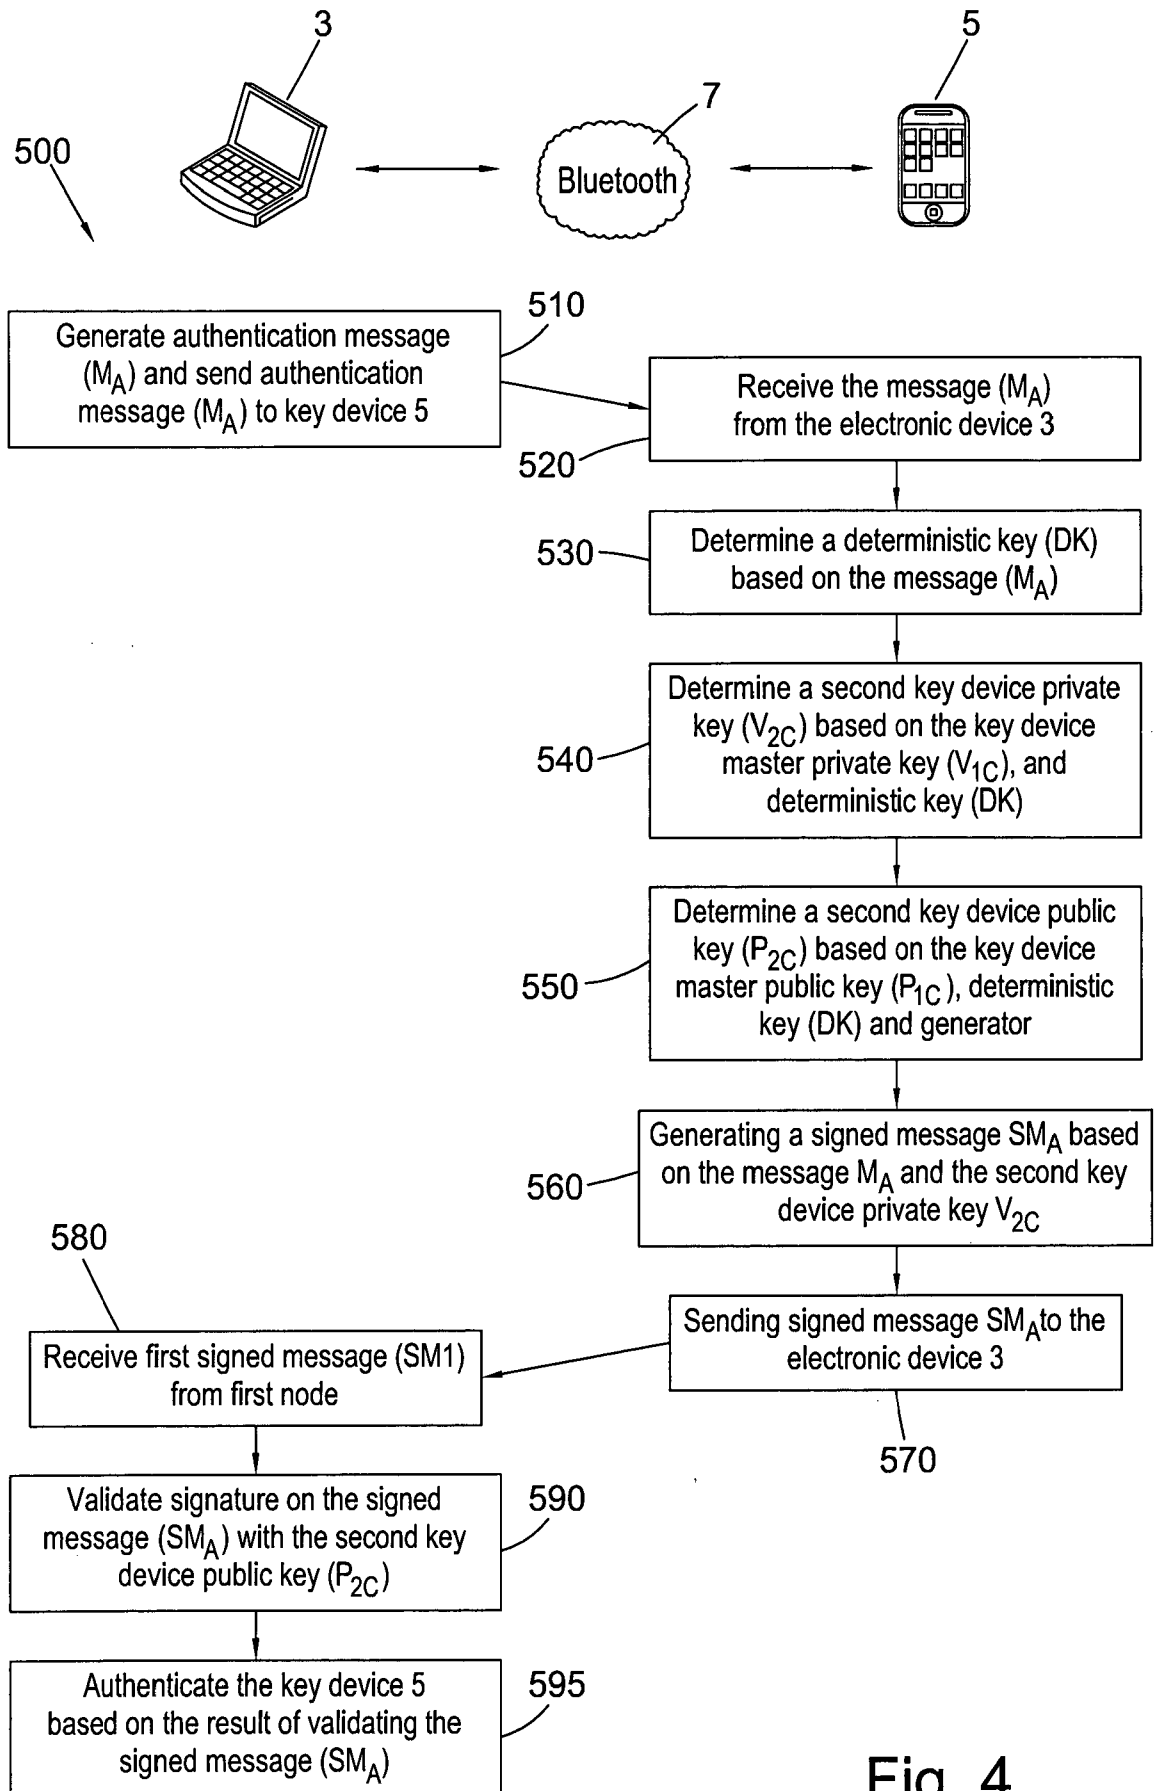 3
5
7
500
Bluetooth
510
Generate authentication message
(MA) and send authentication
message (MA) to key device 5
Receive the message (MA)
from the electronic device 3
520
530
Determine a deterministic key (DK)
based on the message (MA)
Determine a second key device private
key (V2C) based on the key device
master private key (V1C), and
deterministic key (DK)
540
Determine a second key device public
key (P2C) based on the key device
master public key (P1C), deterministic
key (DK) and generator
550
Generating a signed message SMA based
on the message MA and the second key
device private key V2C
560
580
Sending signed message SMA to the
electronic device 3
570
Receive first signed message (SM1)
from first node
Validate signature on the signed
message (SMA) with the second key
device public key (P2C)
590
Authenticate the key device 5
based on the result of validating the
signed message (SMA)
595
Fig. 4